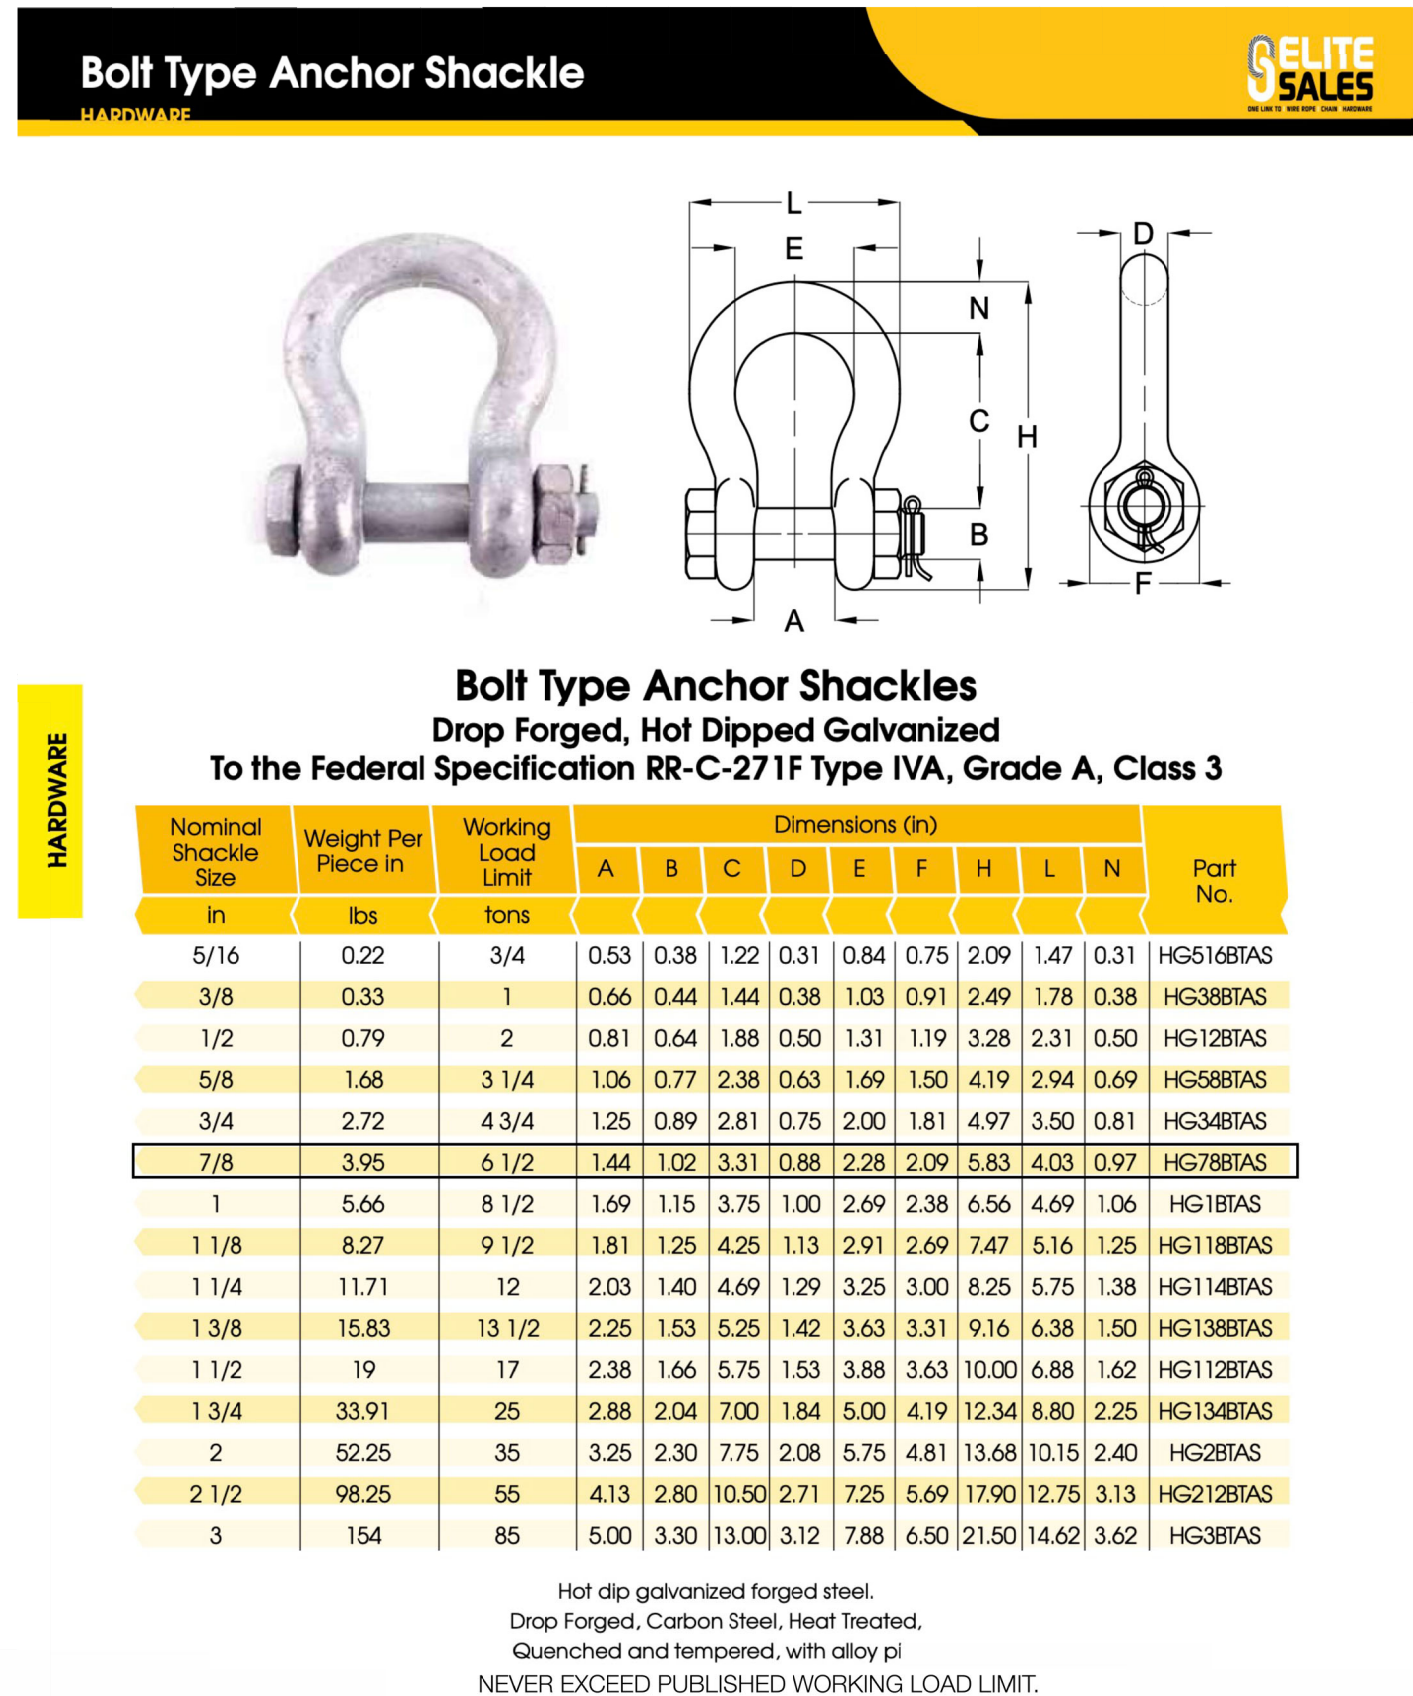 Bolt Type Anchor Shackle
HARDWARE
ELITE
SALES
ONE LINK TO WIRE ROPE CHAIN HARDWARE
L
E
D
N
C
H
B
F
A
HARDWARE
Bolt Type Anchor Shackles
Drop Forged, Hot Dipped Galvanized
To the Federal Specification RR-C-271F Type IVA, Grade A, Class 3
Nominal Shackle Size Weight Per Piece in Working Load Limit Dimensions (in) Part No.
A B C D E F H L N
in lbs tons
5/16 0.22 3/4 0.53 0.38 1.22 0.31 0.84 0.75 2.09 1.47 0.31 HG516BTAS
3/8 0.33 1 0.66 0.44 1.44 0.38 1.03 0.91 2.49 1.78 0.38 HG38BTAS
1/2 0.79 2 0.81 0.64 1.88 0.50 1.31 1.19 3.28 2.31 0.50 HG12BTAS
5/8 1.68 3 1/4 1.06 0.77 2.38 0.63 1.69 1.50 4.19 2.94 0.69 HG58BTAS
3/4 2.72 4 3/4 1.25 0.89 2.81 0.75 2.00 1.81 4.97 3.50 0.81 HG34BTAS
7/8 3.95 6 1/2 1.44 1.02 3.31 0.88 2.28 2.09 5.83 4.03 0.97 HG78BTAS
1 5.66 8 1/2 1.69 1.15 3.75 1.00 2.69 2.38 6.56 4.69 1.06 HG1BTAS
1 1/8 8.27 9 1/2 1.81 1.25 4.25 1.13 2.91 2.69 7.47 5.16 1.25 HG118BTAS
1 1/4 11.71 12 2.03 1.40 4.69 1.29 3.25 3.00 8.25 5.75 1.38 HG114BTAS
1 3/8 15.83 13 1/2 2.25 1.53 5.25 1.42 3.63 3.31 9.16 6.38 1.50 HG138BTAS
1 1/2 19 17 2.38 1.66 5.75 1.53 3.88 3.63 10.00 6.88 1.62 HG112BTAS
1 3/4 33.91 25 2.88 2.04 7.00 1.84 5.00 4.19 12.34 8.80 2.25 HG134BTAS
2 52.25 35 3.25 2.30 7.75 2.08 5.75 4.81 13.68 10.15 2.40 HG2BTAS
2 1/2 98.25 55 4.13 2.80 10.50 2.71 7.25 5.69 17.90 12.75 3.13 HG212BTAS
3 154 85 5.00 3.30 13.00 3.12 7.88 6.50 21.50 14.62 3.62 HG3BTAS
Hot dip galvanized forged steel.
Drop Forged, Carbon Steel, Heat Treated,
Quenched and tempered, with alloy pi
NEVER EXCEED PUBLISHED WORKING LOAD LIMIT.